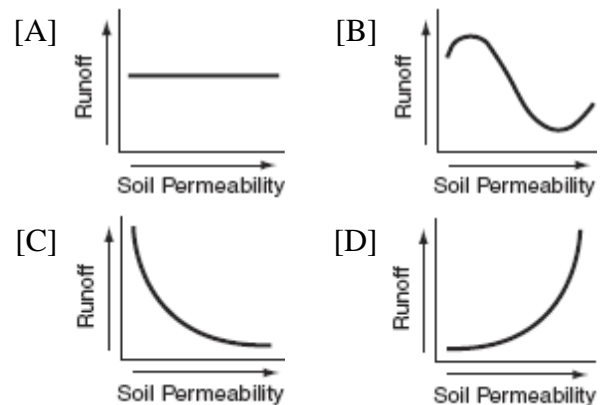 [A]
Runoff
Soil Permeability
[B]
Runoff
Soil Permeability
[C]
Runoff
Soil Permeability
[D]
Runoff
Soil Permeability